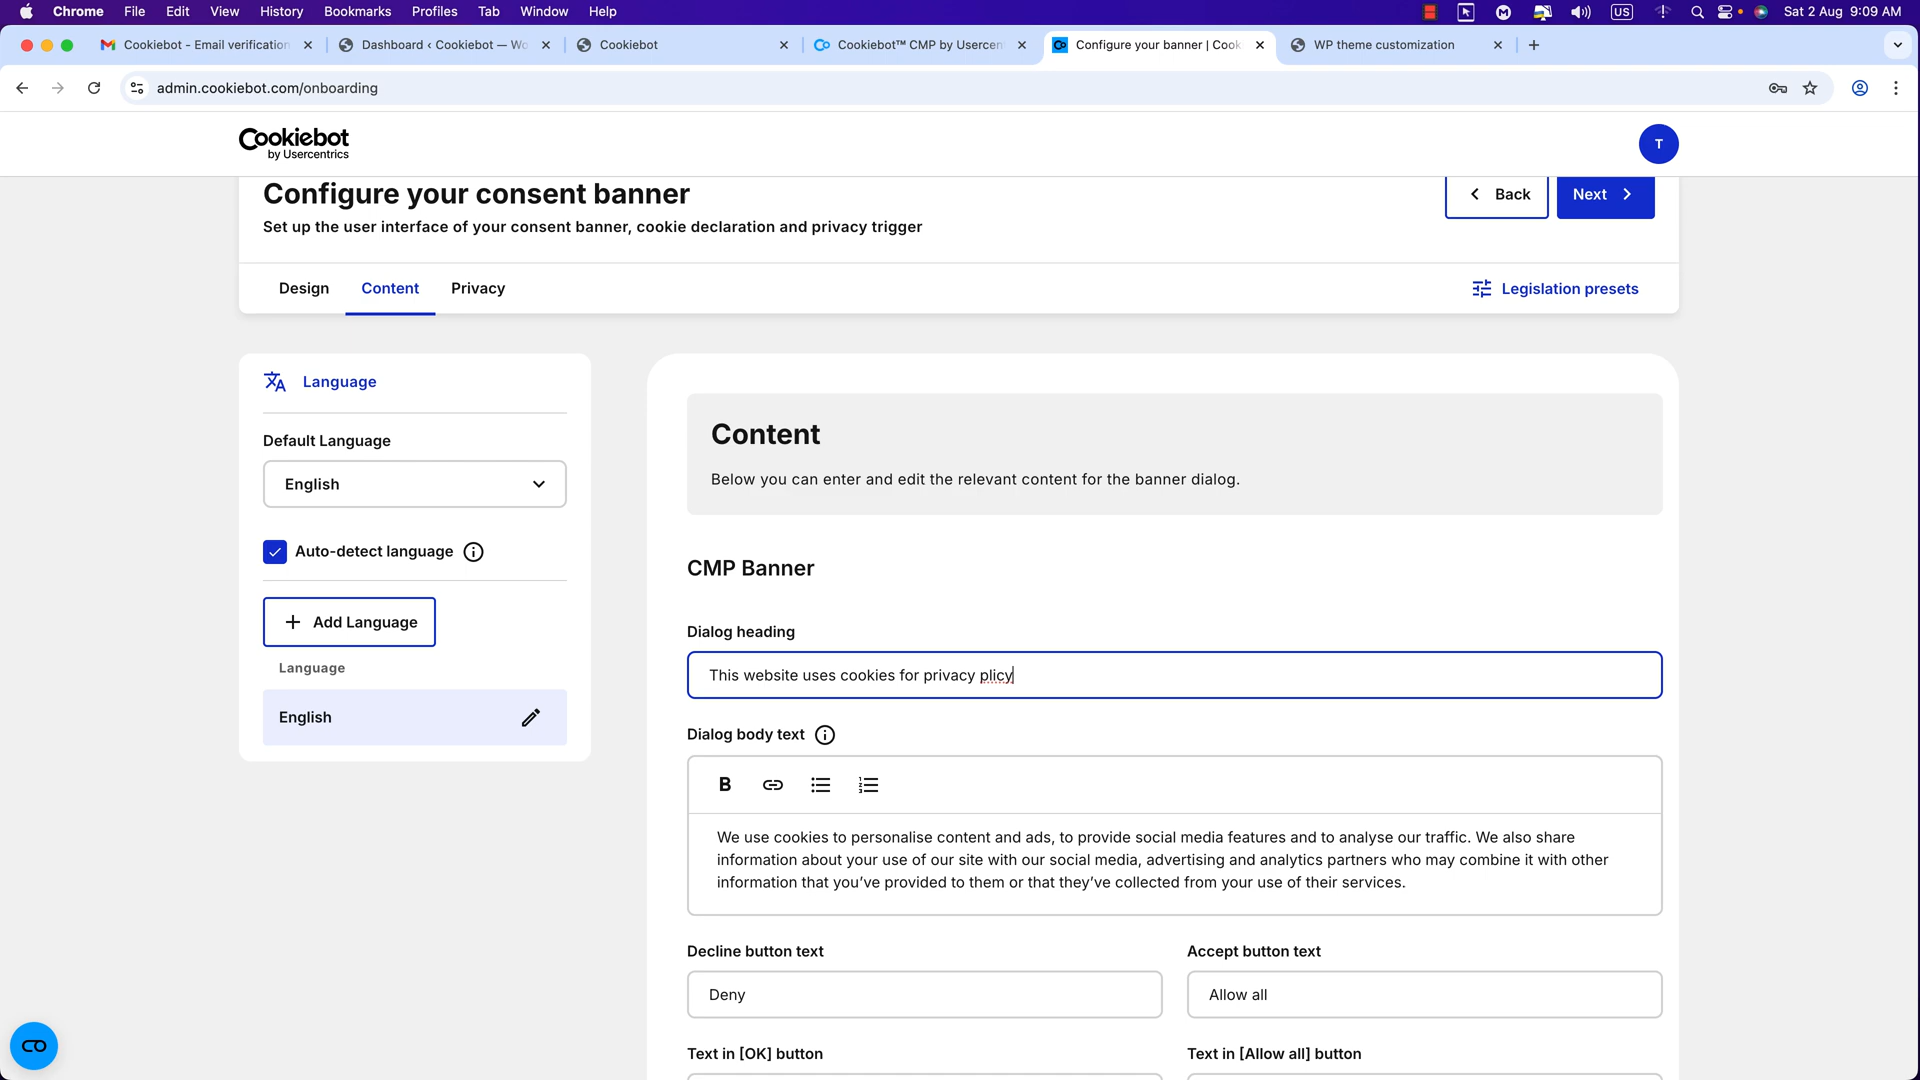 Chrome File Edit View History Bookmarks Profiles Tab Window Help US Sat 2 Aug 9:09 AM
Cookiebot - Email verification Dashboard ‹ Cookiebot — Wo Cookiebot Cookiebot™ CMP by Usercen Configure your banner | Cook WP theme customization
admin.cookiebot.com/onboarding
Cookiebot
by Usercentrics
T
Configure your consent banner
Back
Next
Set up the user interface of your consent banner, cookie declaration and privacy trigger
Design Content Privacy
Legislation presets
Language
Default Language
English
Auto-detect language
Add Language
Language
English
Content
Below you can enter and edit the relevant content for the banner dialog.
CMP Banner
Dialog heading
This website uses cookies for privacy plicy
Dialog body text
B
We use cookies to personalise content and ads, to provide social media features and to analyse our traffic. We also share
information about your use of our site with our social media, advertising and analytics partners who may combine it with other
information that you’ve provided to them or that they’ve collected from your use of their services.
Decline button text
Accept button text
Deny
Allow all
Text in [OK] button
Text in [Allow all] button